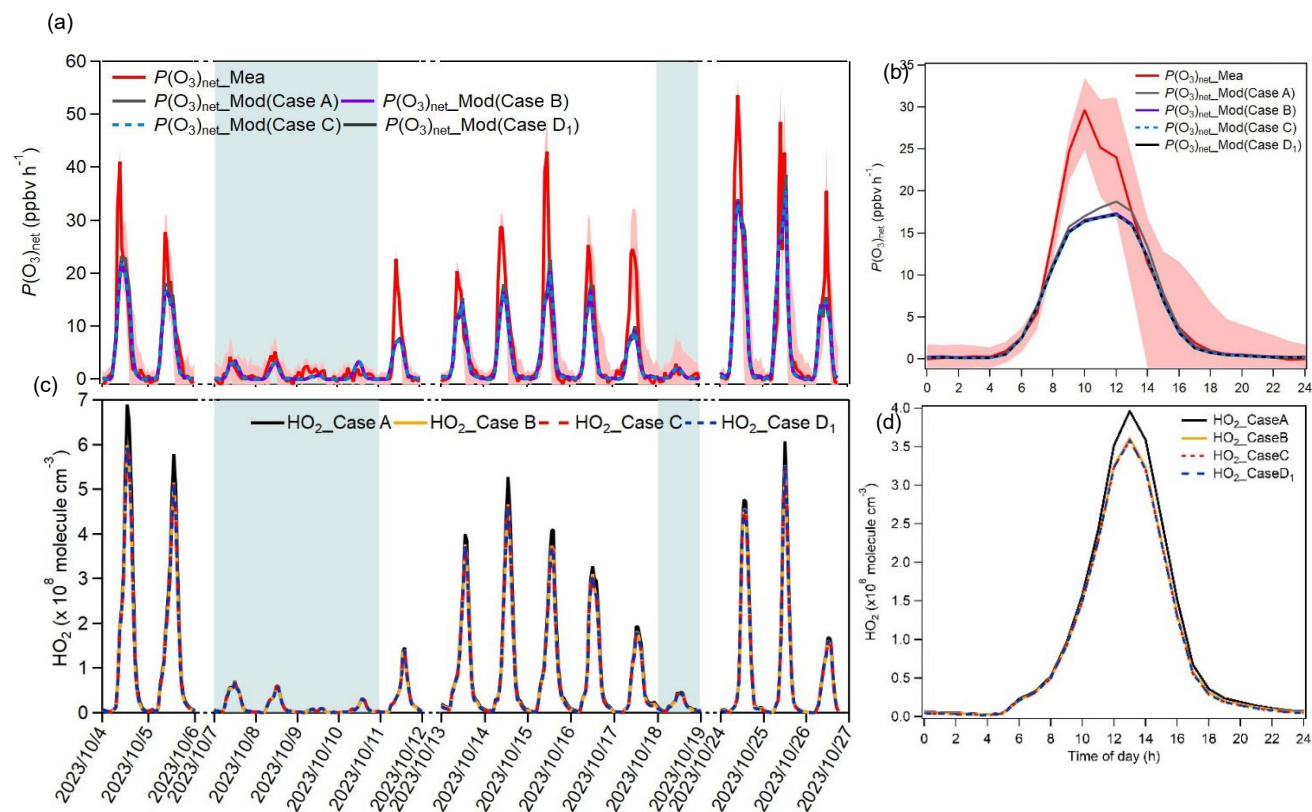 (a)
60
50
40
30
20
10
0
P(O₃)net (ppbv h⁻¹)
P(O₃)net_Mea
P(O₃)net_Mod(Case A) P(O₃)net_Mod(Case B)
P(O₃)net_Mod(Case C) P(O₃)net_Mod(Case D₁)
(b)
35
30
25
20
15
10
5
0
P(O₃)net (ppbv h⁻¹)
P(O₃)net_Mea
P(O₃)net_Mod(Case A)
P(O₃)net_Mod(Case B)
P(O₃)net_Mod(Case C)
P(O₃)net_Mod(Case D₁)
0 2 4 6 8 10 12 14 16 18 20 22 24
(c)
7
6
5
4
3
2
1
0
HO₂ (x 10⁸ molecule cm⁻³)
HO₂_Case A HO₂_Case B HO₂_Case C HO₂_Case D₁
2023/10/4
2023/10/5
2023/10/6
2023/10/7
2023/10/8
2023/10/9
2023/10/10
2023/10/11
2023/10/12
2023/10/13
2023/10/14
2023/10/15
2023/10/16
2023/10/17
2023/10/18
2023/10/19
2023/10/24
2023/10/25
2023/10/26
2023/10/27
(d)
4.0
3.5
3.0
2.5
2.0
1.5
1.0
0.5
0.0
HO₂ (x10⁸ molecule cm⁻³)
HO₂_CaseA
HO₂_CaseB
HO₂_CaseC
HO₂_CaseD₁
0 2 4 6 8 10 12 14 16 18 20 22 24
Time of day (h)